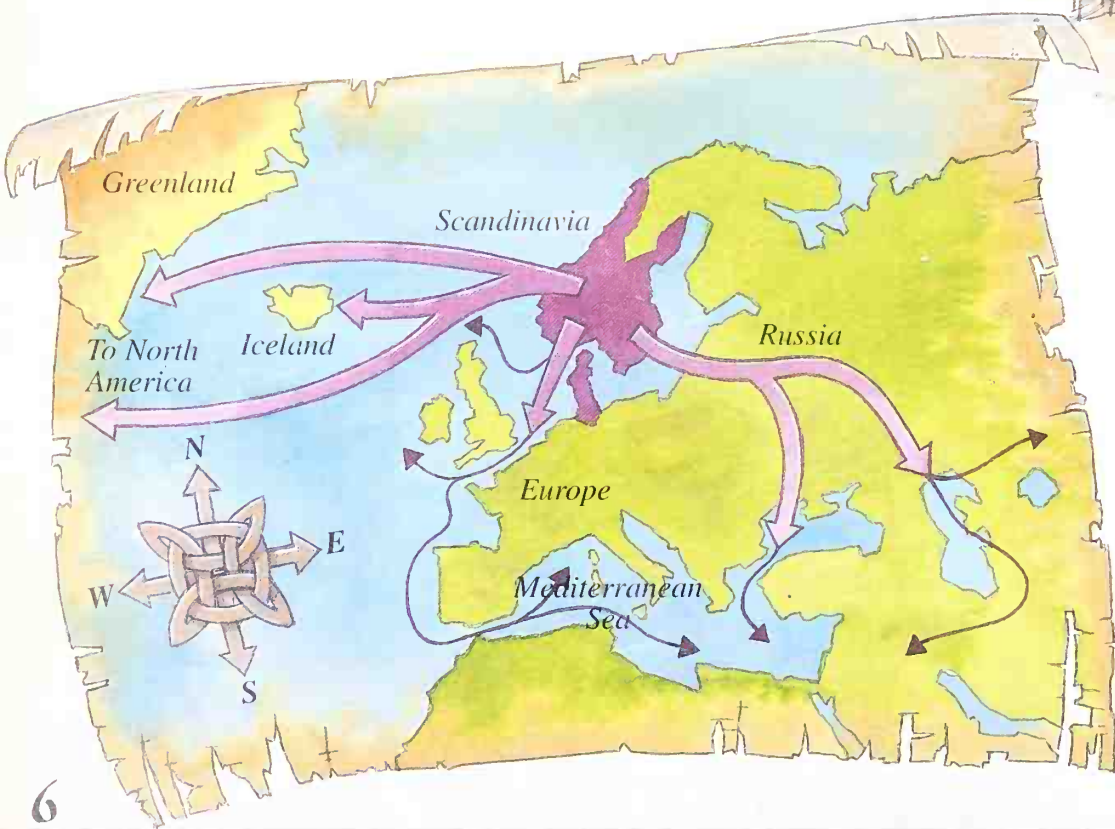 Greenland
Scandinavia
Iceland
Russia
To North
America
N
E
W
S
Europe
Mediterranean
Sea
6